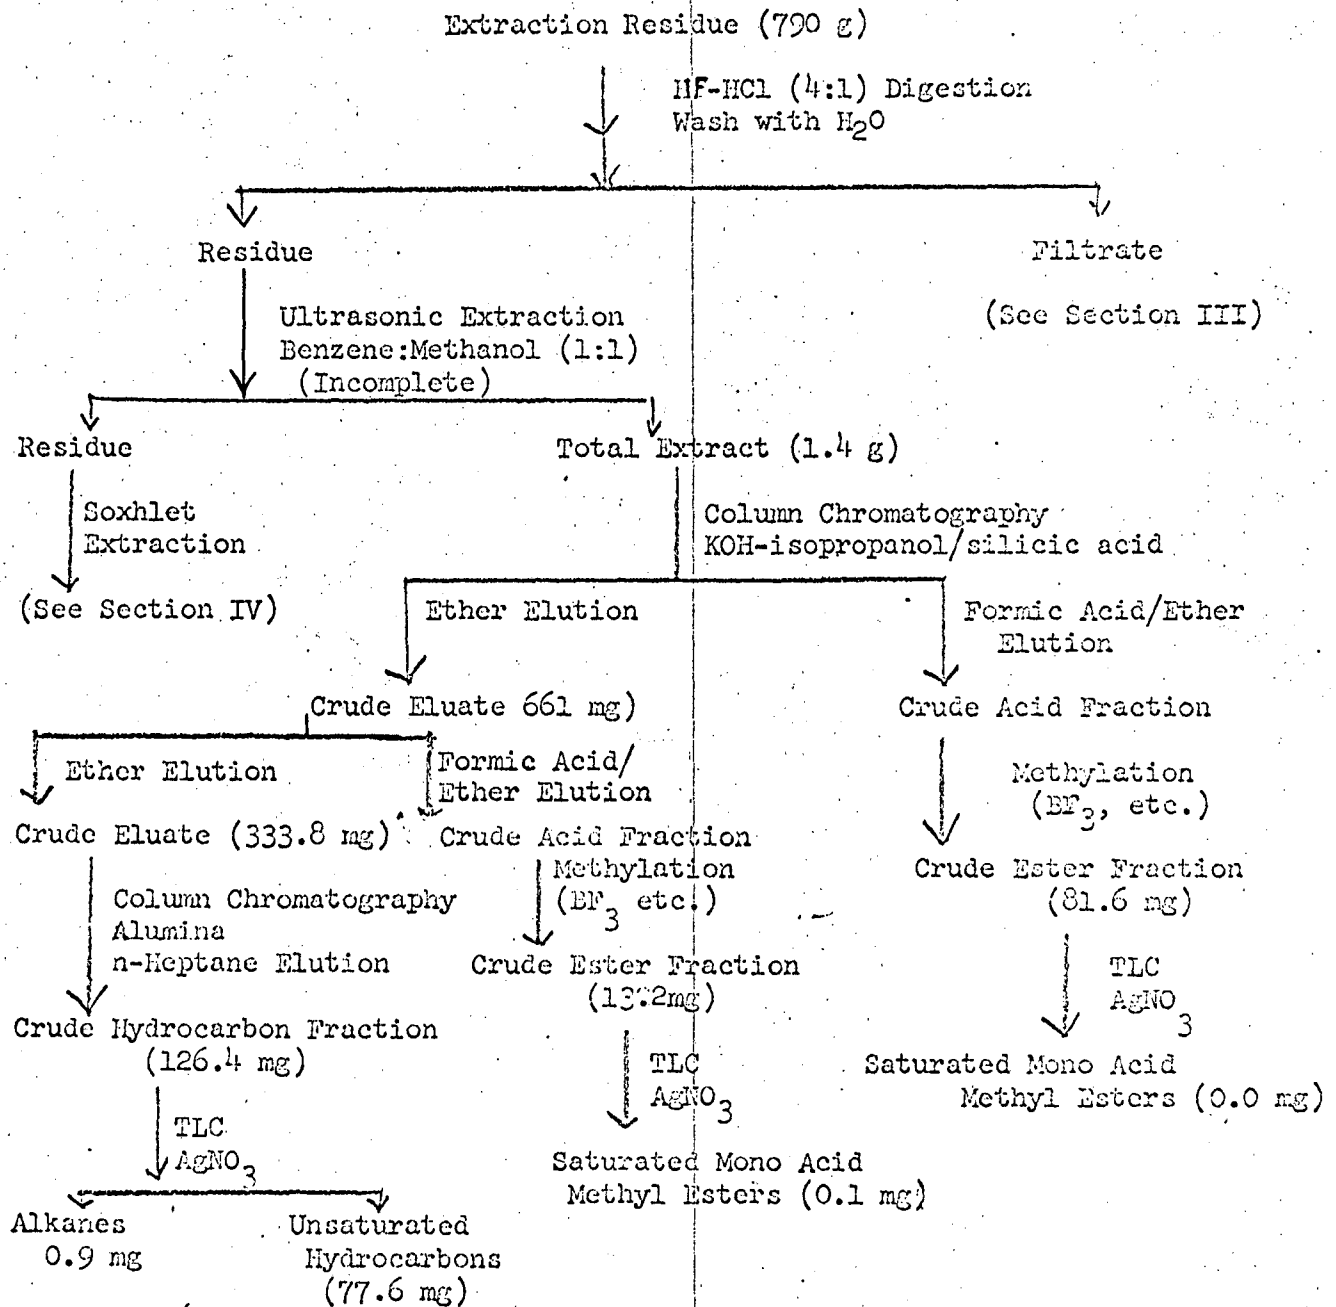 Extraction Residue (790 g)
HF-HCl (4:1) Digestion
Wash with H2O
Residue
Filtrate
(See Section III)
Ultrasonic Extraction
Benzene:Methanol (1:1)
(Incomplete)
Residue
Total Extract (1.4 g)
Soxhlet
Extraction
(See Section IV)
Column Chromatography
KOH-isopropanol/silicic acid
Ether Elution
Formic Acid/Ether
Elution
Crude Eluate 661 mg)
Crude Acid Fraction
Ether Elution
Formic Acid/
Ether Elution
Methylation
(BF3, etc.)
Crude Eluate (333.8 mg)
Crude Acid Fraction
Methylation
(BF3 etc.)
Crude Ester Fraction
(81.6 mg)
Column Chromatography
Alumina
n-Heptane Elution
Crude Ester Fraction
TLC
AgNO3
Crude Hydrocarbon Fraction
(126.4 mg)
TLC
AgNO3
Saturated Mono Acid
Methyl Esters (0.0 mg)
TLC
AgNO3
Saturated Mono Acid
Methyl Esters (0.1 mg)
Alkanes
0.9 mg
Unsaturated
Hydrocarbons
(77.6 mg)